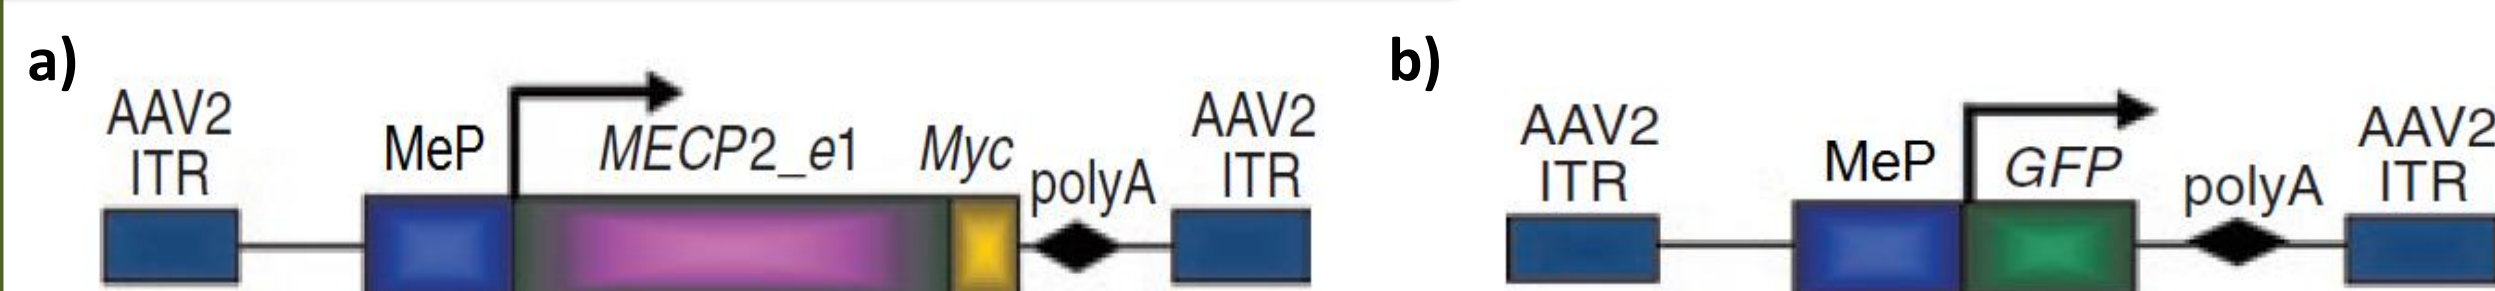 a)
AAV2
ITR
MeP
MECP2_e1
Myc
polyA
AAV2
ITR
b)
AAV2
ITR
MeP
GFP
polyA
AAV2
ITR